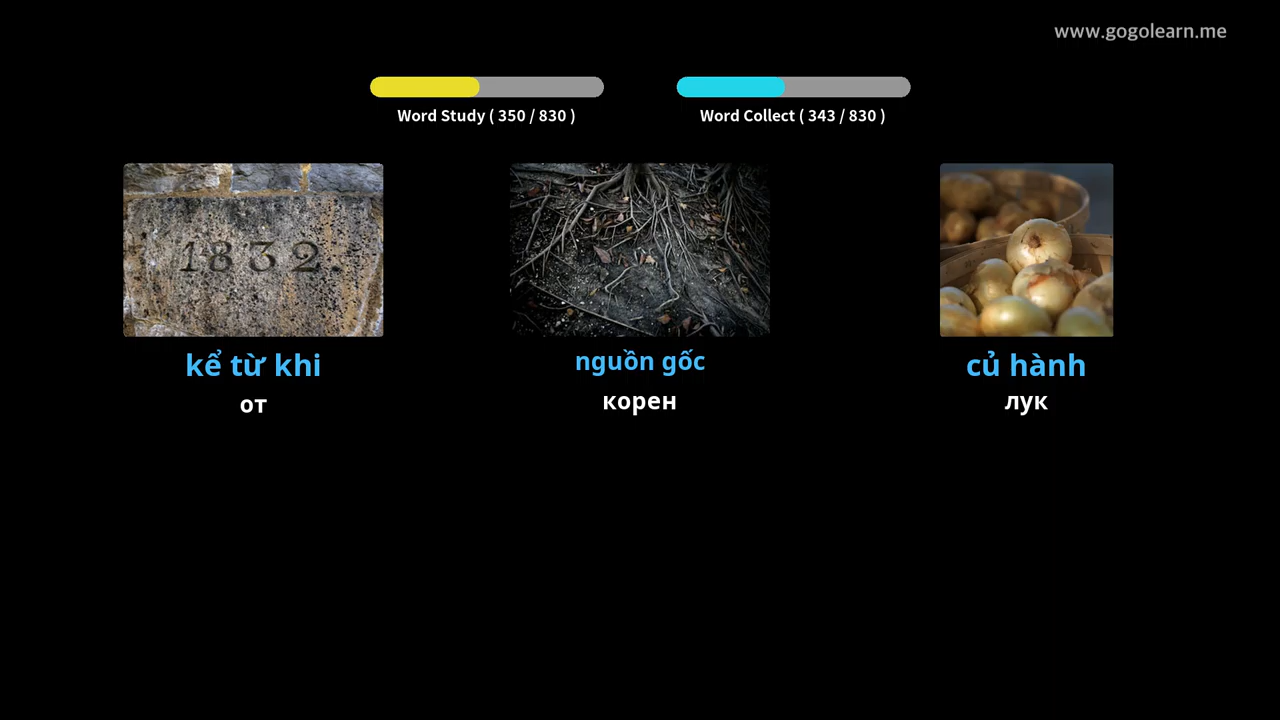 www.gogolearn.me
Word Study ( 350 / 830 )
Word Collect ( 343 / 830 )
1832.
kể từ khi
от
nguồn gốc
корен
củ hành
лук